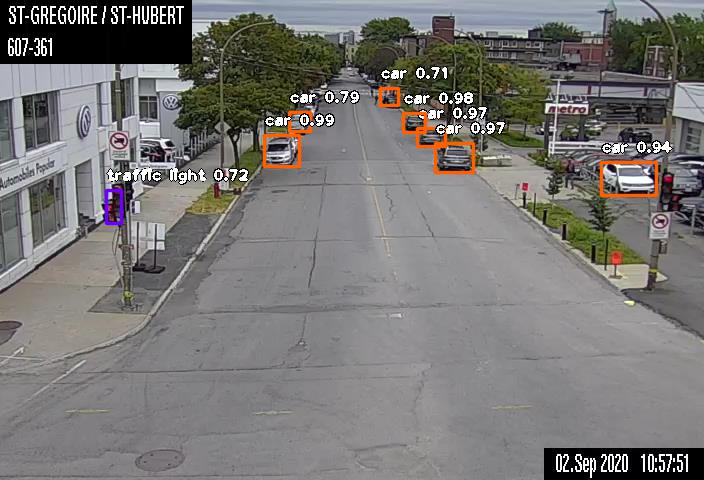 ST-GREGOIRE / ST-HUBERT
607-361
car 0.71
car 0.79
car 0.98
car 0.97
car 0.99
car 0.97
car 0.94
metro
traffic light 0.72
Automobiles Popular
02.Sep 2020 10:57:51